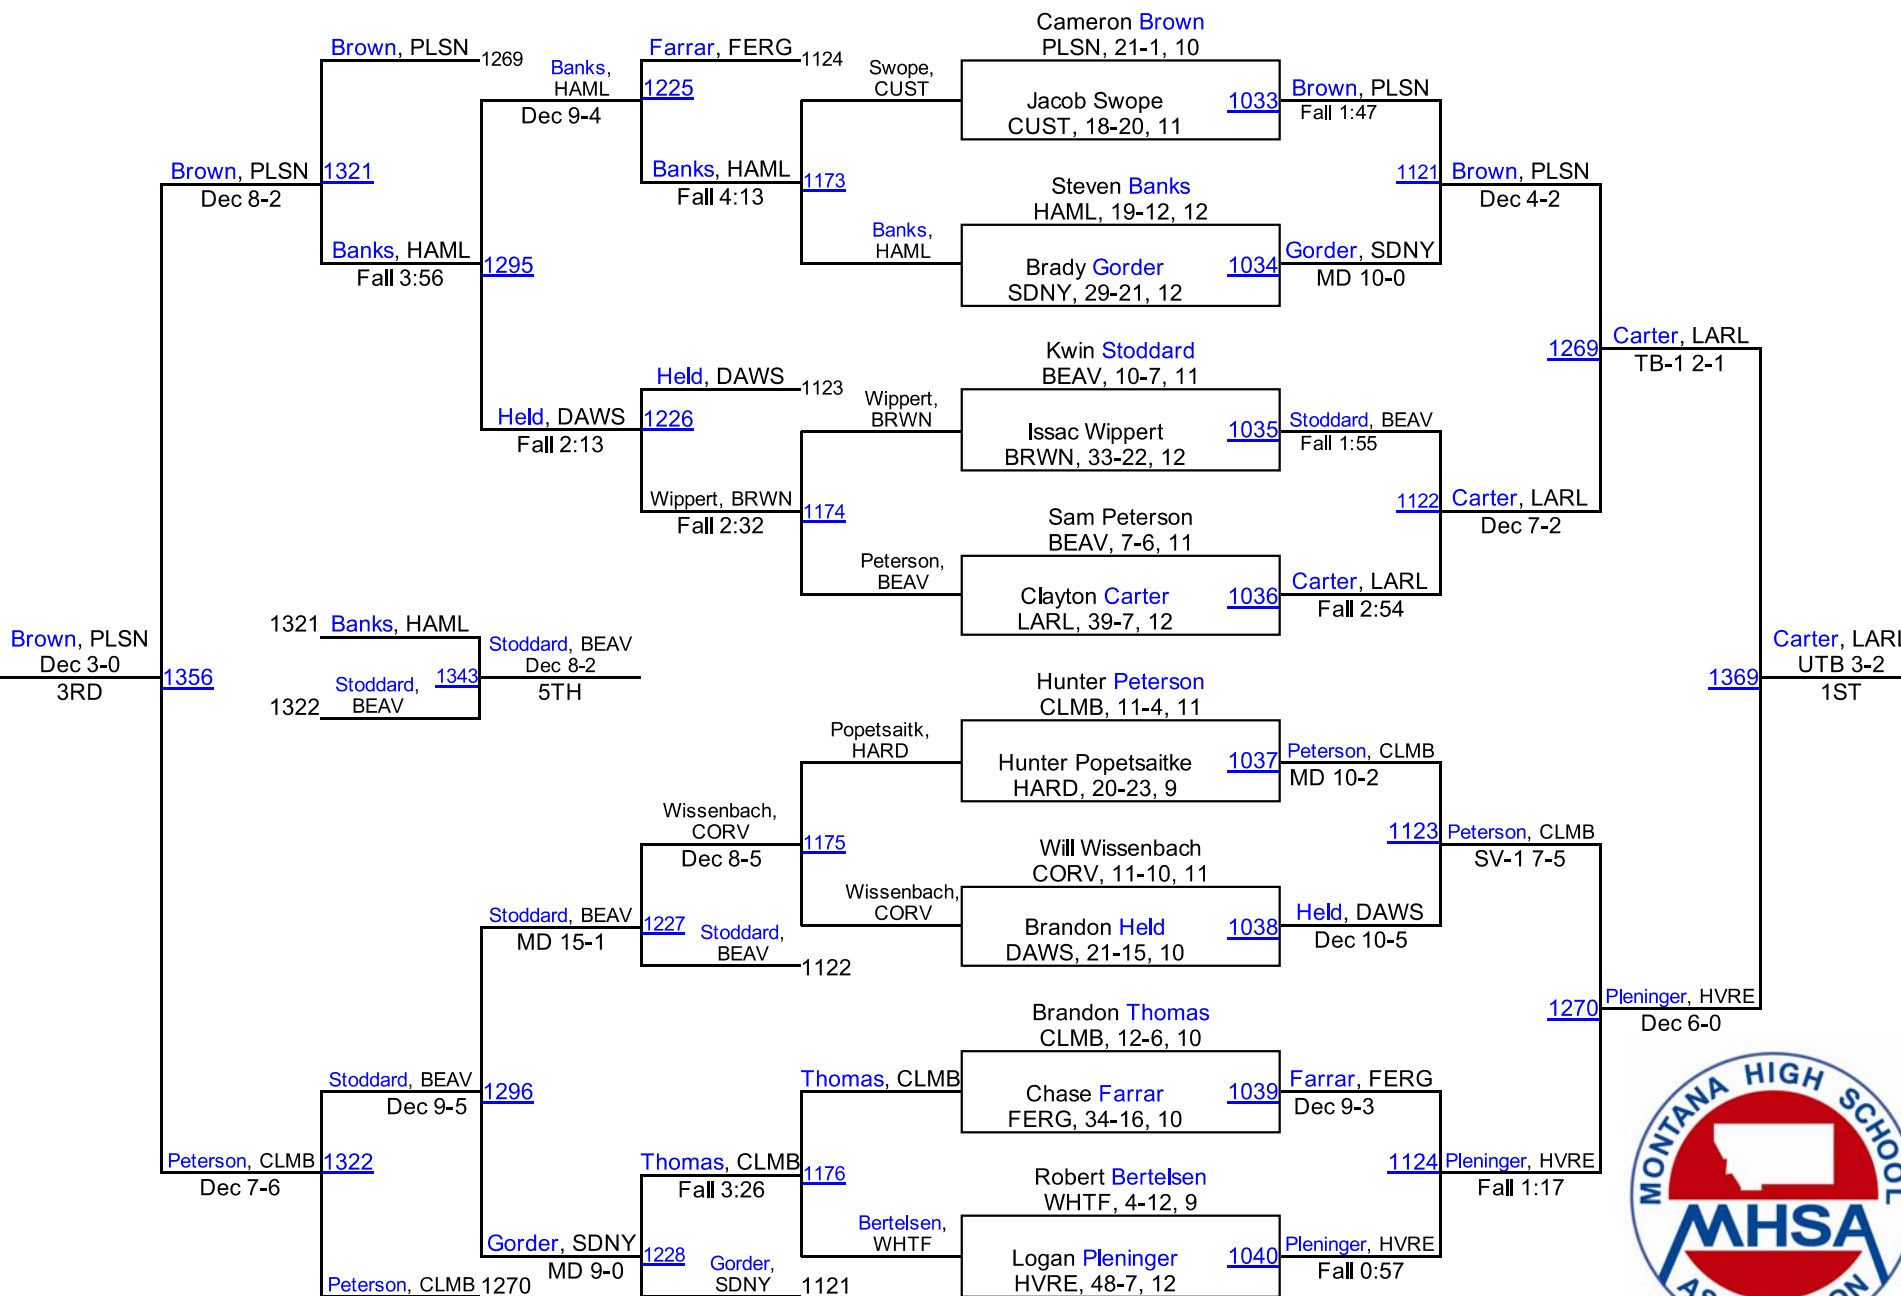 Cameron Brown
PLSN, 21-1, 10
Brown, PLSN
1269
Farrar, FERG
1124
Banks,
HAML
1225
Dec 9-4
Swope,
CUST
Jacob Swope
CUST, 18-20, 11
1033
Brown, PLSN
Fall 1:47
Brown, PLSN
1321
Dec 8-2
Banks, HAML
1173
Fall 4:13
Steven Banks
HAML, 19-12, 12
1121
Brown, PLSN
Dec 4-2
Banks, HAML
1295
Fall 3:56
Banks,
HAML
Brady Gorder
SDNY, 29-21, 12
1034
Gorder, SDNY
MD 10-0
Kwin Stoddard
BEAV, 10-7, 11
1269
Carter, LARL
TB-1 2-1
Held, DAWS
1123
Held, DAWS
1226
Fall 2:13
Wippert,
BRWN
Issac Wippert
BRWN, 33-22, 12
1035
Stoddard, BEAV
Fall 1:55
Wippert, BRWN
1174
Fall 2:32
Sam Peterson
BEAV, 7-6, 11
1122
Carter, LARL
Dec 7-2
Peterson,
BEAV
Clayton Carter
LARL, 39-7, 12
1036
Carter, LARL
Fall 2:54
Brown, PLSN
Dec 3-0
3RD
1356
1321
Banks, HAML
Stoddard,
BEAV
1322
1343
Stoddard, BEAV
Dec 8-2
5TH
Hunter Peterson
CLMB, 11-4, 11
1369
Carter, LARL
UTB 3-2
1ST
Popetsaitk,
HARD
Hunter Popetsaitke
HARD, 20-23, 9
1037
Peterson, CLMB
MD 10-2
Wissenbach,
CORV
1175
Dec 8-5
Will Wissenbach
CORV, 11-10, 11
1123
Peterson, CLMB
SV-1 7-5
Stoddard, BEAV
1227
MD 15-1
Stoddard,
BEAV
1122
Wissenbach,
CORV
Brandon Held
DAWS, 21-15, 10
1038
Held, DAWS
Dec 10-5
Brandon Thomas
CLMB, 12-6, 10
1270
Pleninger, HVRE
Dec 6-0
Stoddard, BEAV
1296
Dec 9-5
Thomas, CLMB
Chase Farrar
FERG, 34-16, 10
1039
Farrar, FERG
Dec 9-3
Peterson, CLMB
1322
Dec 7-6
Thomas, CLMB
1176
Fall 3:26
Robert Bertelsen
WHTF, 4-12, 9
1124
Pleninger, HVRE
Fall 1:17
Gorder, SDNY
1228
MD 9-0
Gorder,
SDNY
1121
Bertelsen,
WHTF
Logan Pleninger
HVRE, 48-7, 12
1040
Pleninger, HVRE
Fall 0:57
Peterson, CLMB
1270
MONTANA HIGH SCHOOL
MHSA